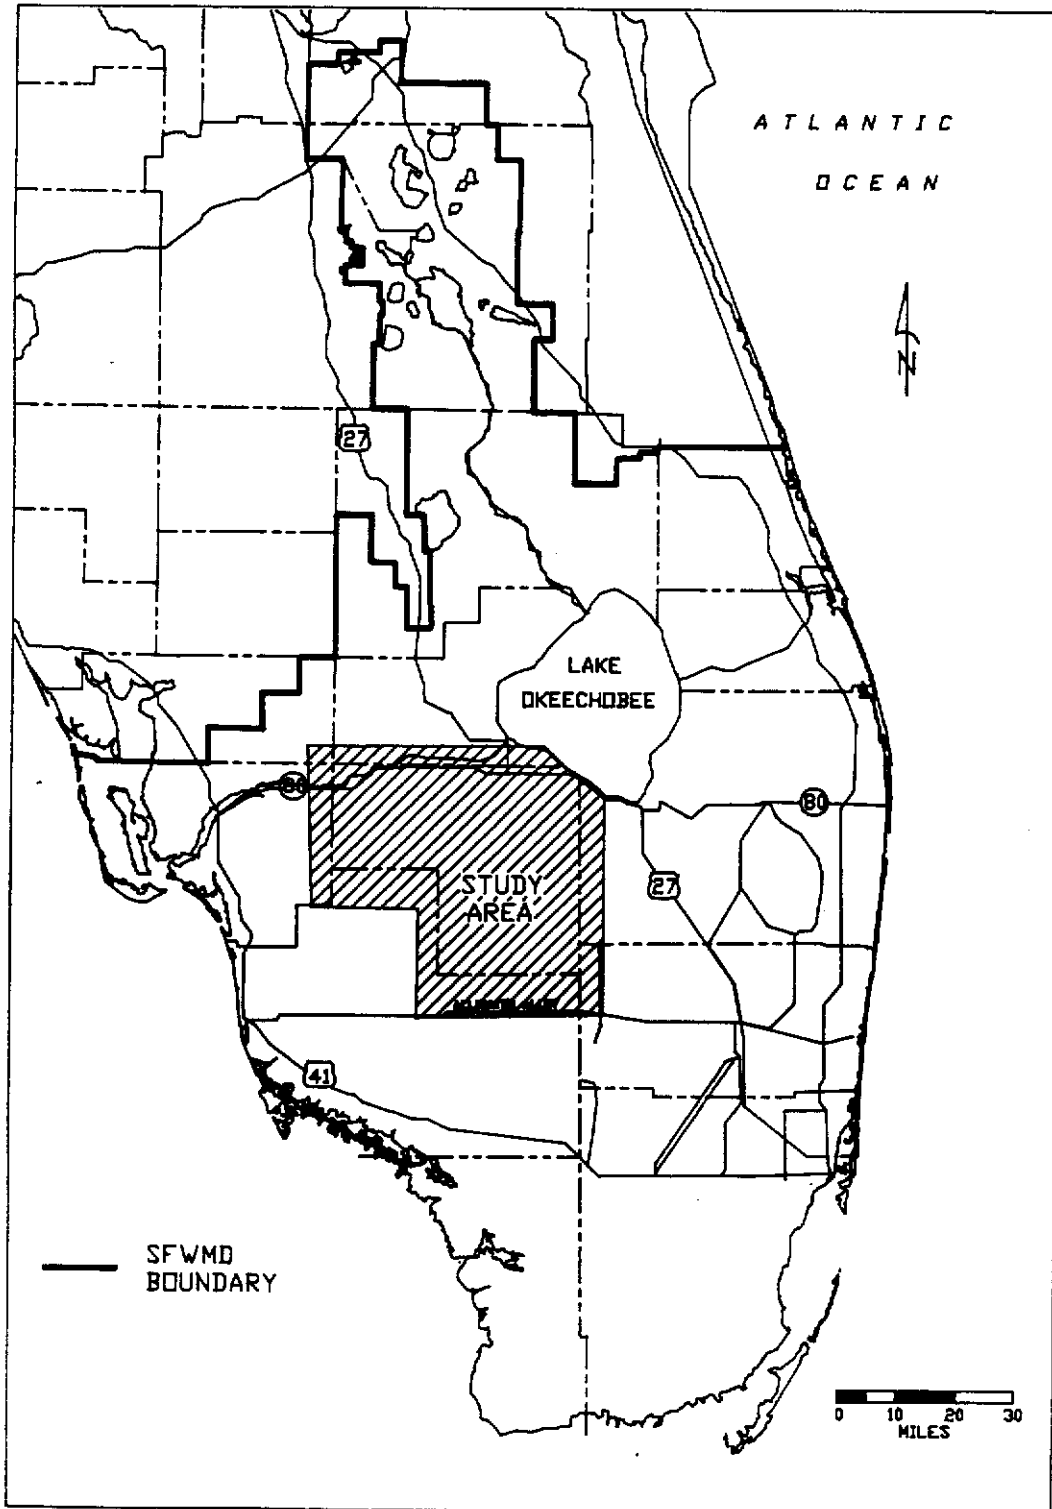 ATLANTIC
OCEAN
N
27
LAKE
OKEECHOBEE
80
80
STUDY
AREA
27
41
SFWMD
BOUNDARY
0 10 20 30
MILES